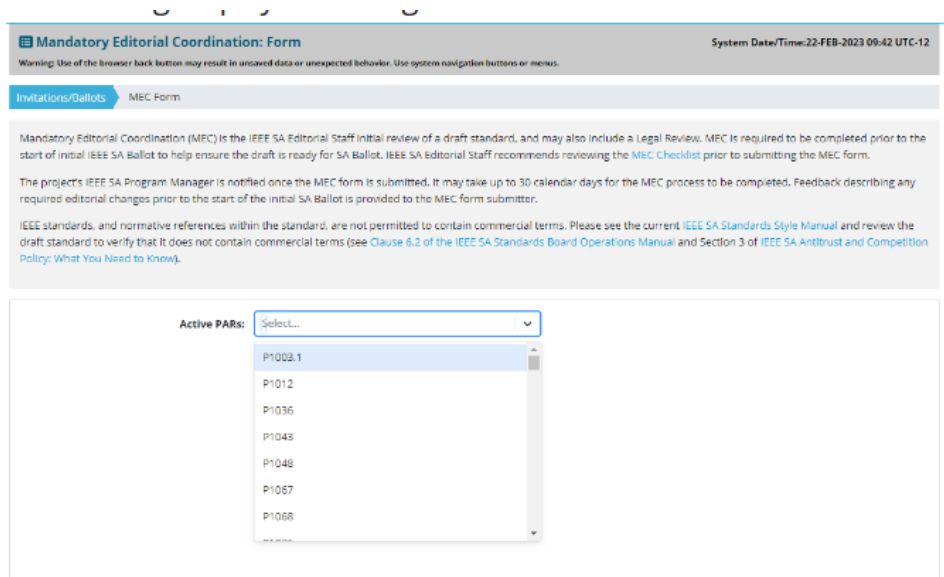 Mandatory Editorial Coordination: Form
System Date/Time:22-FEB-2023 09:42 UTC-12
Warning: Use of the browser back button may result in unsaved data or unexpected behavior. Use system navigation buttons or menus.
Invitations/Ballots MEC Form
Mandatory Editorial Coordination (MEC) is the IEEE SA Editorial Staff initial review of a draft standard, and may also include a Legal Review. MEC is required to be completed prior to the
start of initial IEEE SA Ballot to help ensure the draft is ready for SA Ballot. IEEE SA Editorial Staff recommends reviewing the MEC Checklist prior to submitting the MEC form.
The project's IEEE SA Program Manager is notified once the MEC form is submitted. It may take up to 30 calendar days for the MEC process to be completed. Feedback describing any
required editorial changes prior to the start of the initial SA Ballot is provided to the MEC form submitter.
IEEE standards, and normative references within the standard, are not permitted to contain commercial terms. Please see the current IEEE SA Standards Style Manual and review the
draft standard to verify that it does not contain commercial terms (see Clause 6.2 of the IEEE SA Standards Board Operations Manual and Section 3 of IEEE SA Antitrust and Competition
Policy: What You Need to Know).
Active PARs: Select...
P1003.1
P1012
P1036
P1043
P1048
P1067
P1068